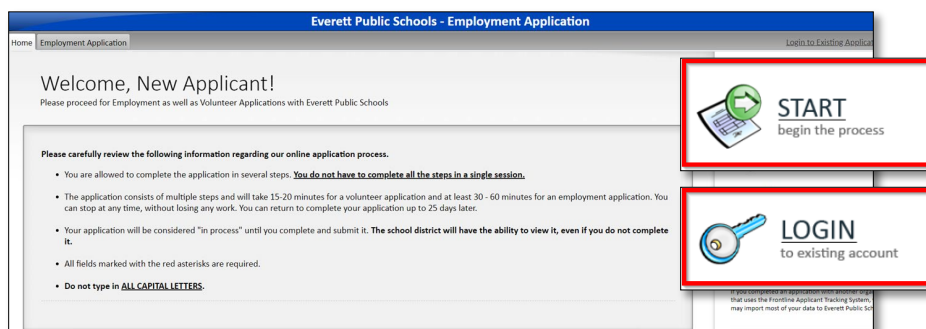 Everett Public Schools - Employment Application
Home Employment Application Login to Existing
Welcome, New Applicant!
Please proceed for Employment as well as Volunteer Applications with Everett Public Schools
START
begin the process
Please carefully review the following information regarding our online application process.
• You are allowed to complete the application in several steps. You do not have to complete all the steps in a single session.
• The application consists of multiple steps and will take 15-20 minutes for a volunteer application and at least 30 - 60 minutes for an employment application. You
can stop at any time, without losing any work. You can return to complete your application up to 25 days later.
• Your application will be considered "in process" until you complete and submit it. The school district will have the ability to view it, even if you do not complete
it.
• All fields marked with the red asterisks are required.
• Do not type in ALL CAPITAL LETTERS.
LOGIN
to existing account
If you completed an application with another
that uses the Frontline Applicant Tracking System,
may import most of your data to Everett Public